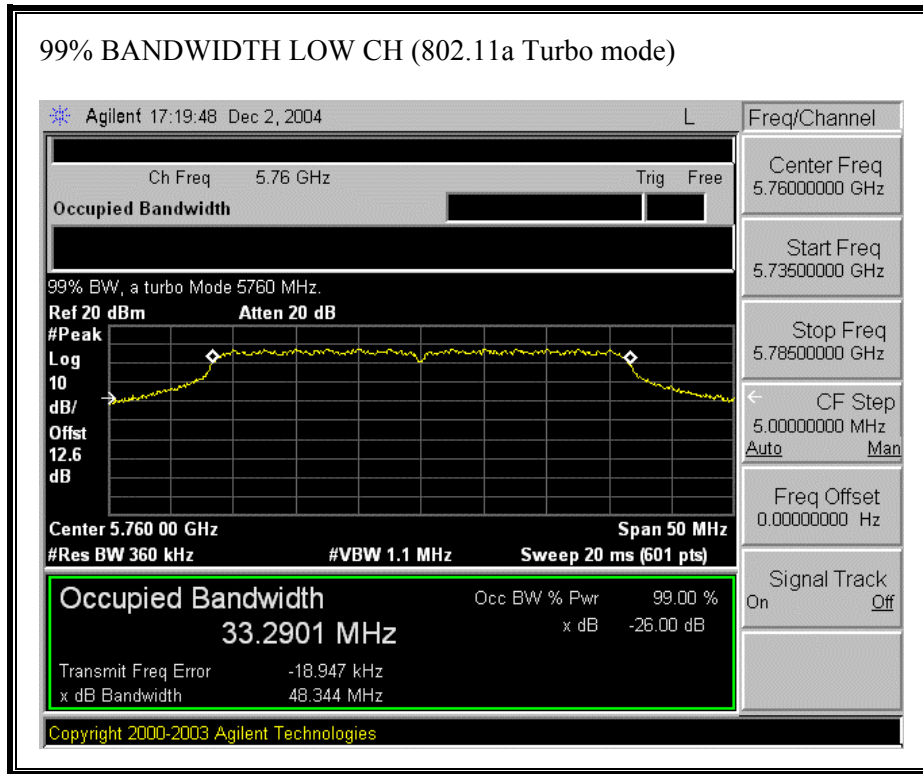 99% BANDWIDTH LOW CH (802.11a Turbo mode)
Agilent 17:19:48 Dec 2, 2004 L
Freq/Channel
Ch Freq 5.76 GHz Trig Free
Occupied Bandwidth
Center Freq
5.76000000 GHz
Start Freq
5.73500000 GHz
Stop Freq
5.78500000 GHz
CF Step
5.00000000 MHz
Auto Man
Freq Offset
0.00000000 Hz
Signal Track
On Off
99% BW, a turbo Mode 5760 MHz.
Ref 20 dBm Atten 20 dB
#Peak
Log
10
dB/
Offst
12.6
dB
Center 5.760 00 GHz Span 50 MHz
#Res BW 360 kHz #VBW 1.1 MHz Sweep 20 ms (601 pts)
Occupied Bandwidth
33.2901 MHz
Occ BW % Pwr 99.00 %
x dB -26.00 dB
Transmit Freq Error -18.947 kHz
x dB Bandwidth 48.344 MHz
Copyright 2000-2003 Agilent Technologies